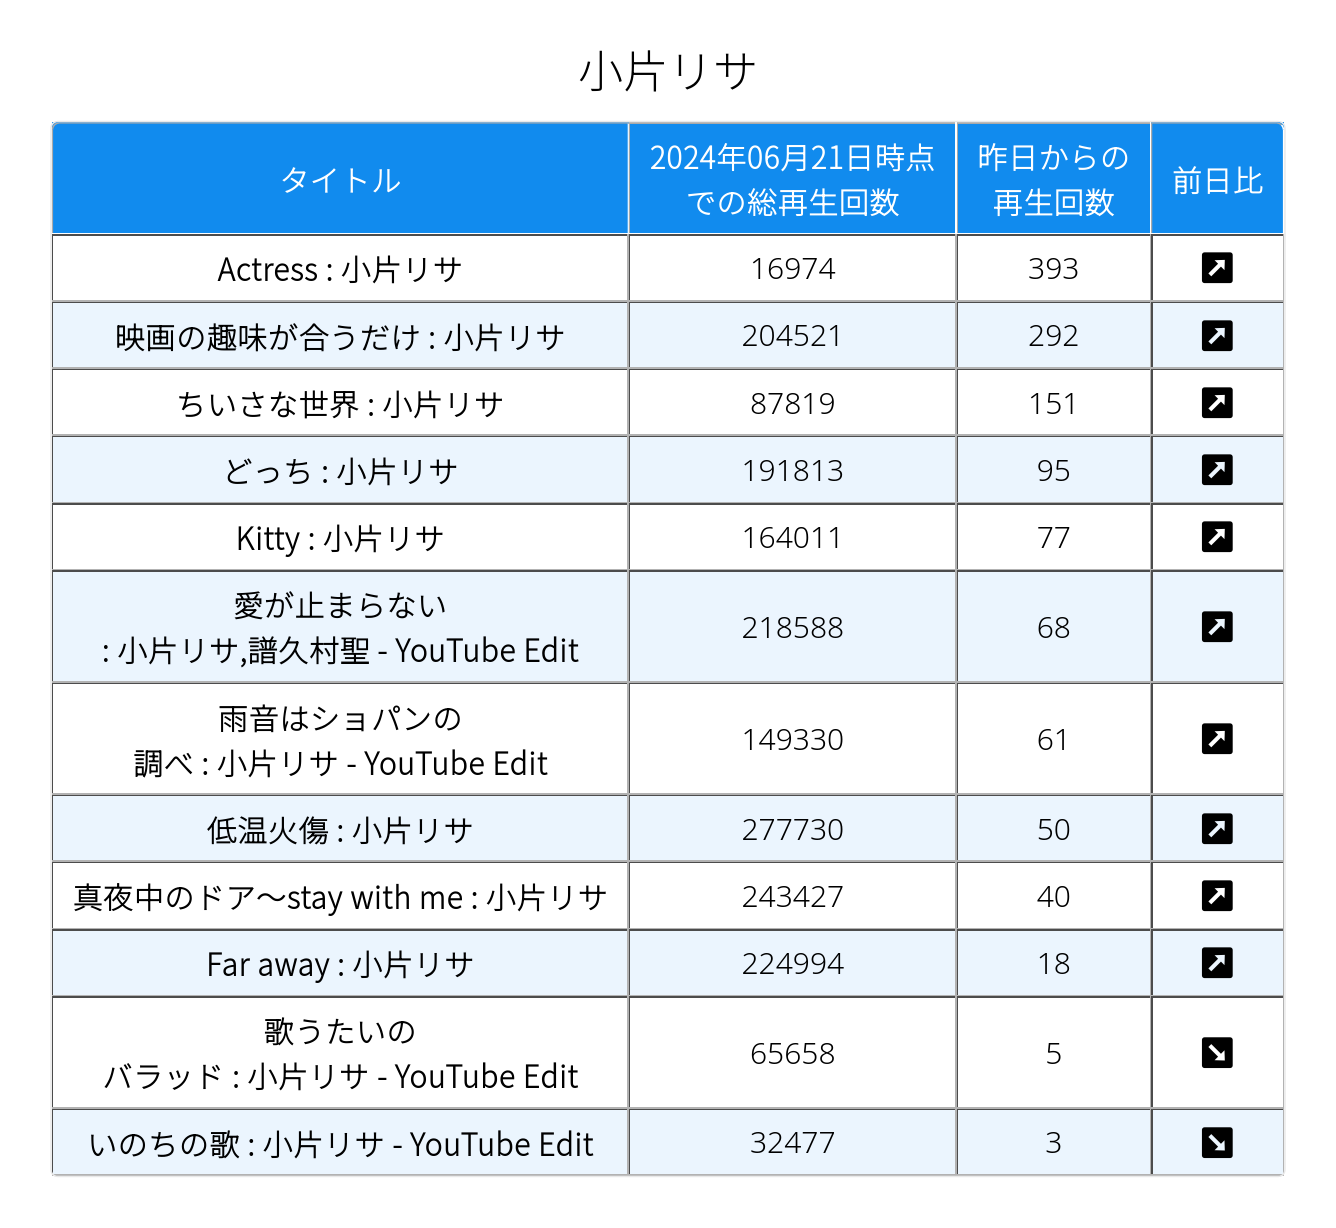 小片リサ
タイトル
2024年06月21日時点
での総再生回数
昨日からの
再生回数
前日比
Actress : 小片リサ
16974
393
映画の趣味が合うだけ : 小片リサ
204521
292
ちいさな世界 : 小片リサ
87819
151
どっち : 小片リサ
191813
95
Kitty : 小片リサ
164011
77
愛が止まらない
: 小片リサ,譜久村聖 - YouTube Edit
218588
68
雨音はショパンの
調べ : 小片リサ - YouTube Edit
149330
61
低温火傷 : 小片リサ
277730
50
真夜中のドア〜stay with me : 小片リサ
243427
40
Far away : 小片リサ
224994
18
歌うたいの
バラッド : 小片リサ - YouTube Edit
65658
5
いのちの歌 : 小片リサ - YouTube Edit
32477
3